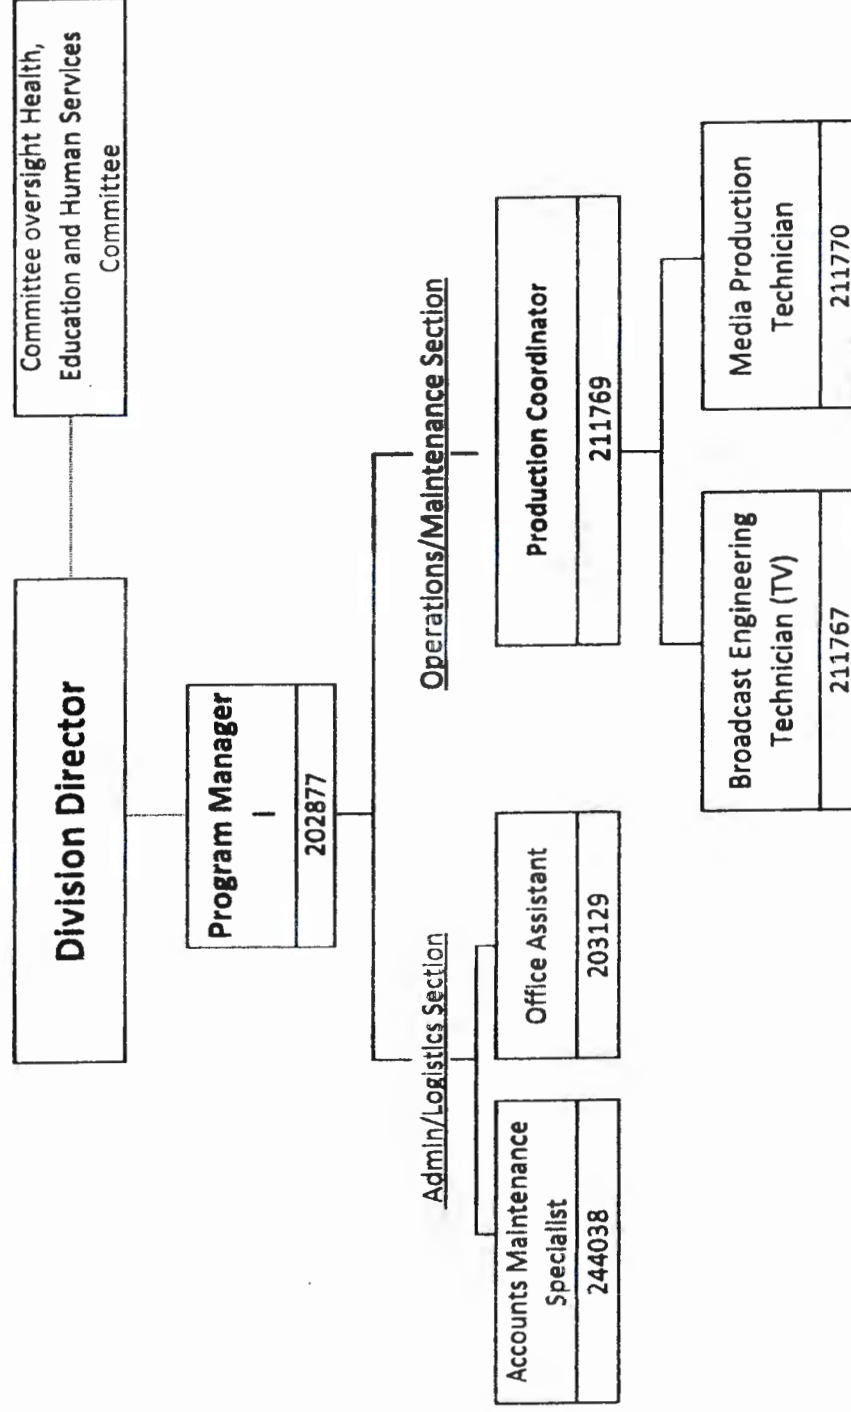 Committee oversight Health,
Education and Human Services
Committee
Division Director
Program Manager
I
202877
Admin/Logistics Section
Operations/Maintenance Section
Accounts Maintenance
Specialist
244038
Office Assistant
203129
Production Coordinator
211769
Broadcast Engineering
Technician (TV)
211767
Media Production
Technician
211770